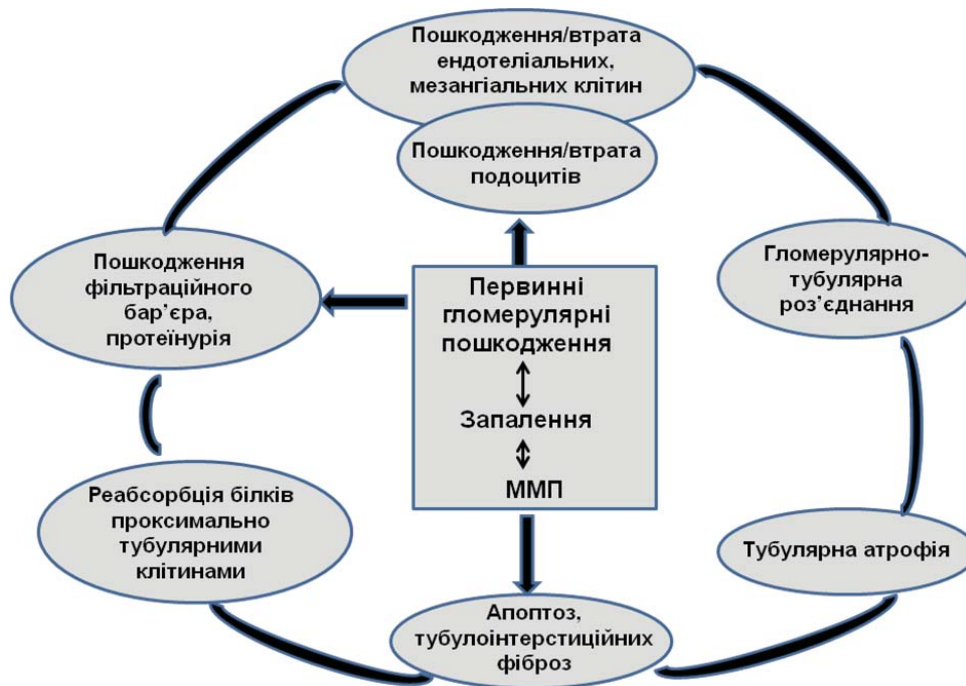 Пошкодження/втрата
ендотеліальних,
мезангіальних клітин
Пошкодження/втрата
подоцитів
Пошкодження
фільтраційного
бар’єра,
протеїнурія
Первинні
гломерулярні
пошкодження
Запалення
ММП
Гломерулярно-
тубулярна
роз’єднання
Реабсорбція білків
проксимально
тубулярними
клітинами
Тубулярна атрофія
Апоптоз,
тубулоінтерстиційних
фіброз